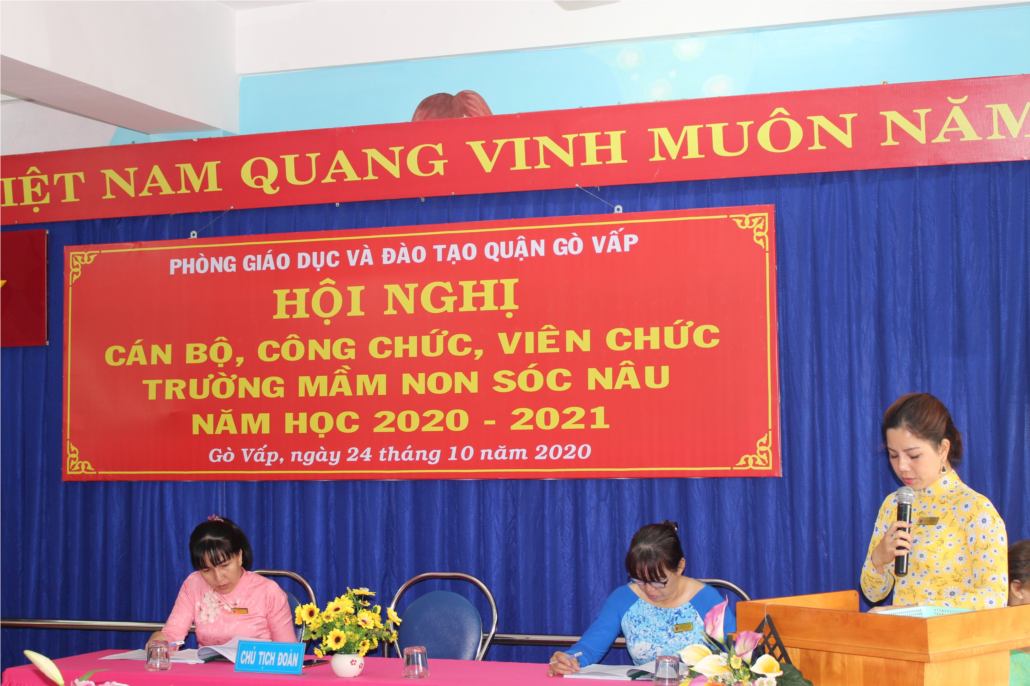 IỆT NAM QUANG VINH MUÔN NĂM
PHÒNG GIÁO DỤC VÀ ĐÀO TẠO QUẬN GÒ VẤP
HỘI NGHỊ
CÁN BỘ, CÔNG CHỨC, VIÊN CHỨC
TRƯỜNG MẦM NON SÓC NÂU
NĂM HỌC 2020 - 2021
Gò Vấp, ngày 24 tháng 10 năm 2020
CHỦ TỊCH ĐOÀN